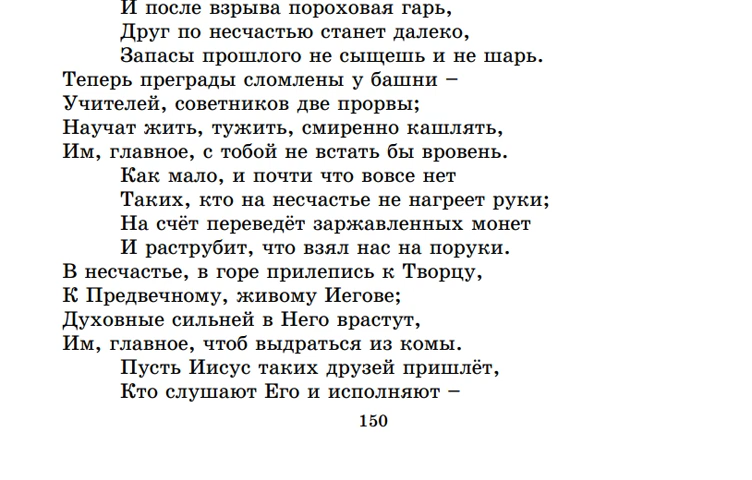 И после взрыва пороховая гарь,
Друг по несчастью станет далеко,
Запасы прошлого не сыщешь и не шарь.
Теперь преграды сломлены у башни –
Учителей, советников две прорвы;
Научат жить, тужить, смиренно кашлять,
Им, главное, с тобой не встать бы вровень.
Как мало, и почти что вовсе нет
Таких, кто на несчастье не нагреет руки;
На счёт переведёт заржавленных монет
И раструбит, что взял нас на поруки.
В несчастье, в горе прилепись к Творцу,
К Предвечному, живому Иегове;
Духовные сильней в Него врастут,
Им, главное, чтоб выдраться из комы.
Пусть Иисус таких друзей пришлёт,
Кто слушают Его и исполняют –
150